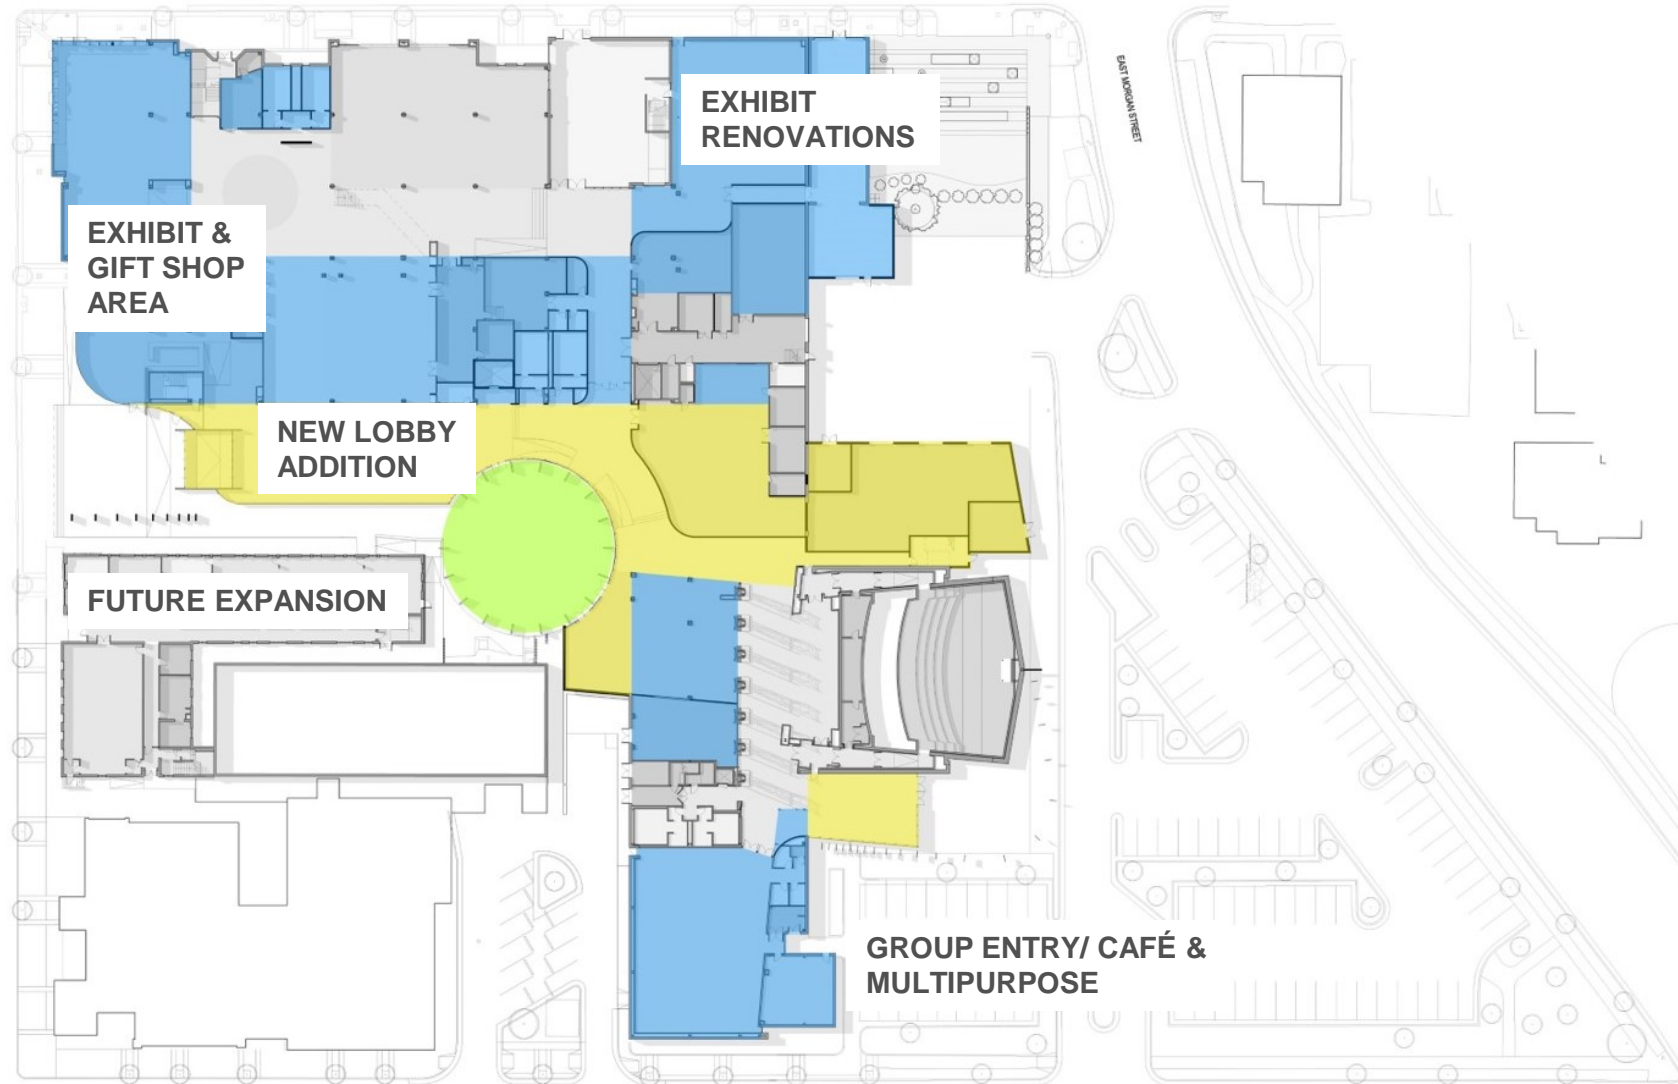 EXHIBIT
RENOVATIONS
EAST MORGAN STREET
EXHIBIT &
GIFT SHOP
AREA
NEW LOBBY
ADDITION
FUTURE EXPANSION
GROUP ENTRY/ CAFÉ &
MULTIPURPOSE